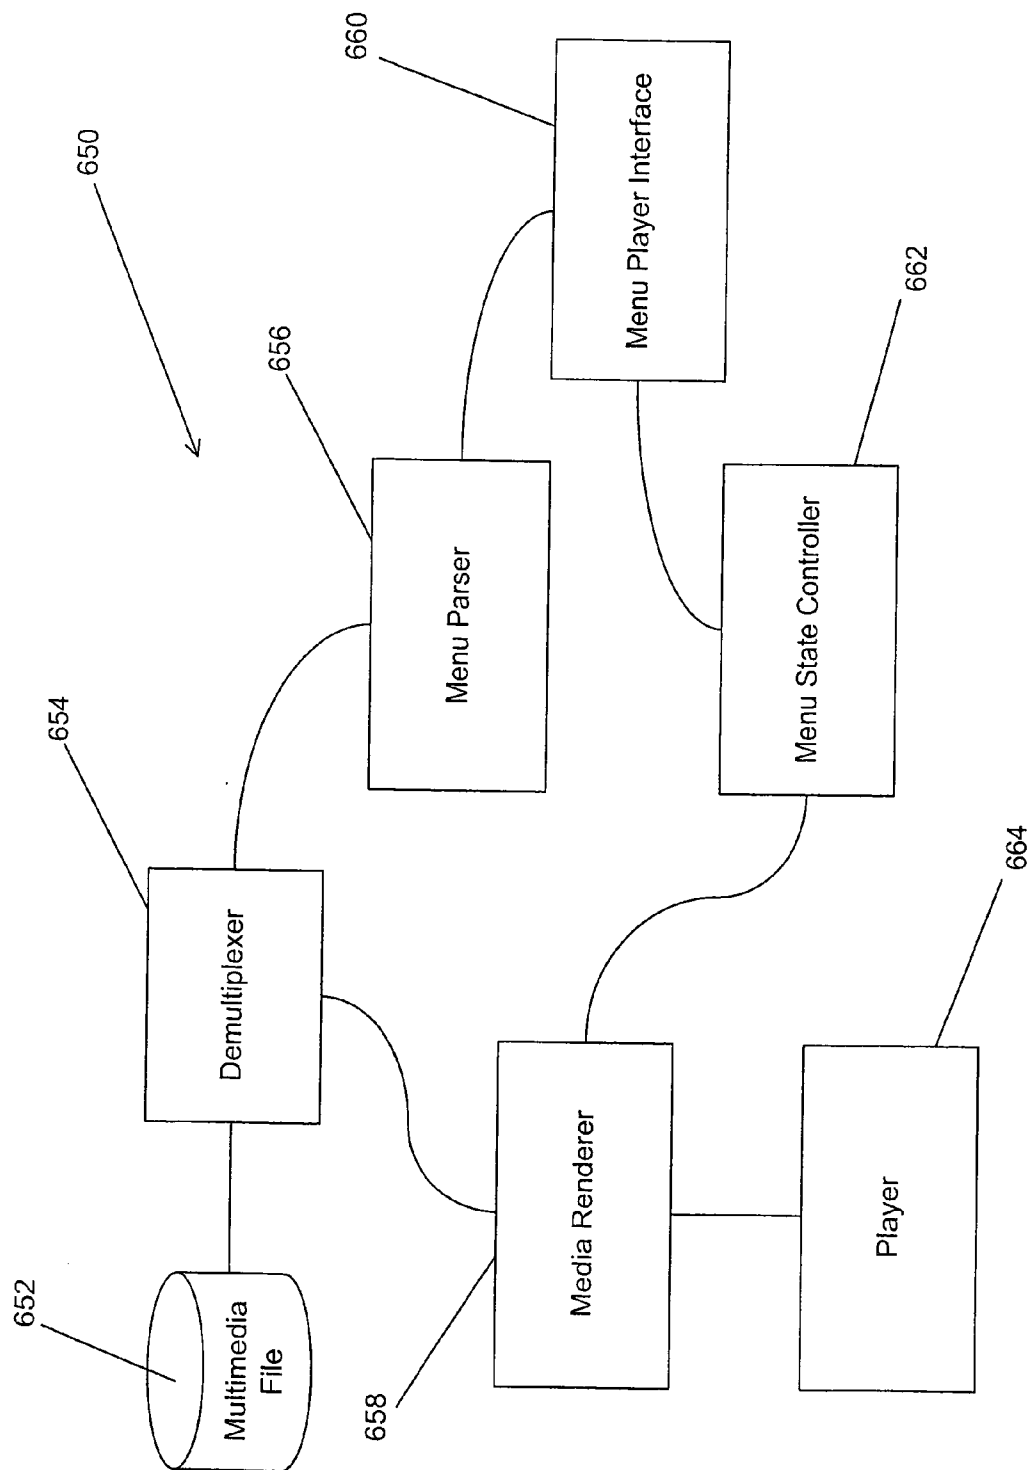 650
652
Multimedia
File
654
Demultiplexer
656
Menu Parser
660
Menu Player Interface
658
Media Renderer
662
Menu State Controller
664
Player